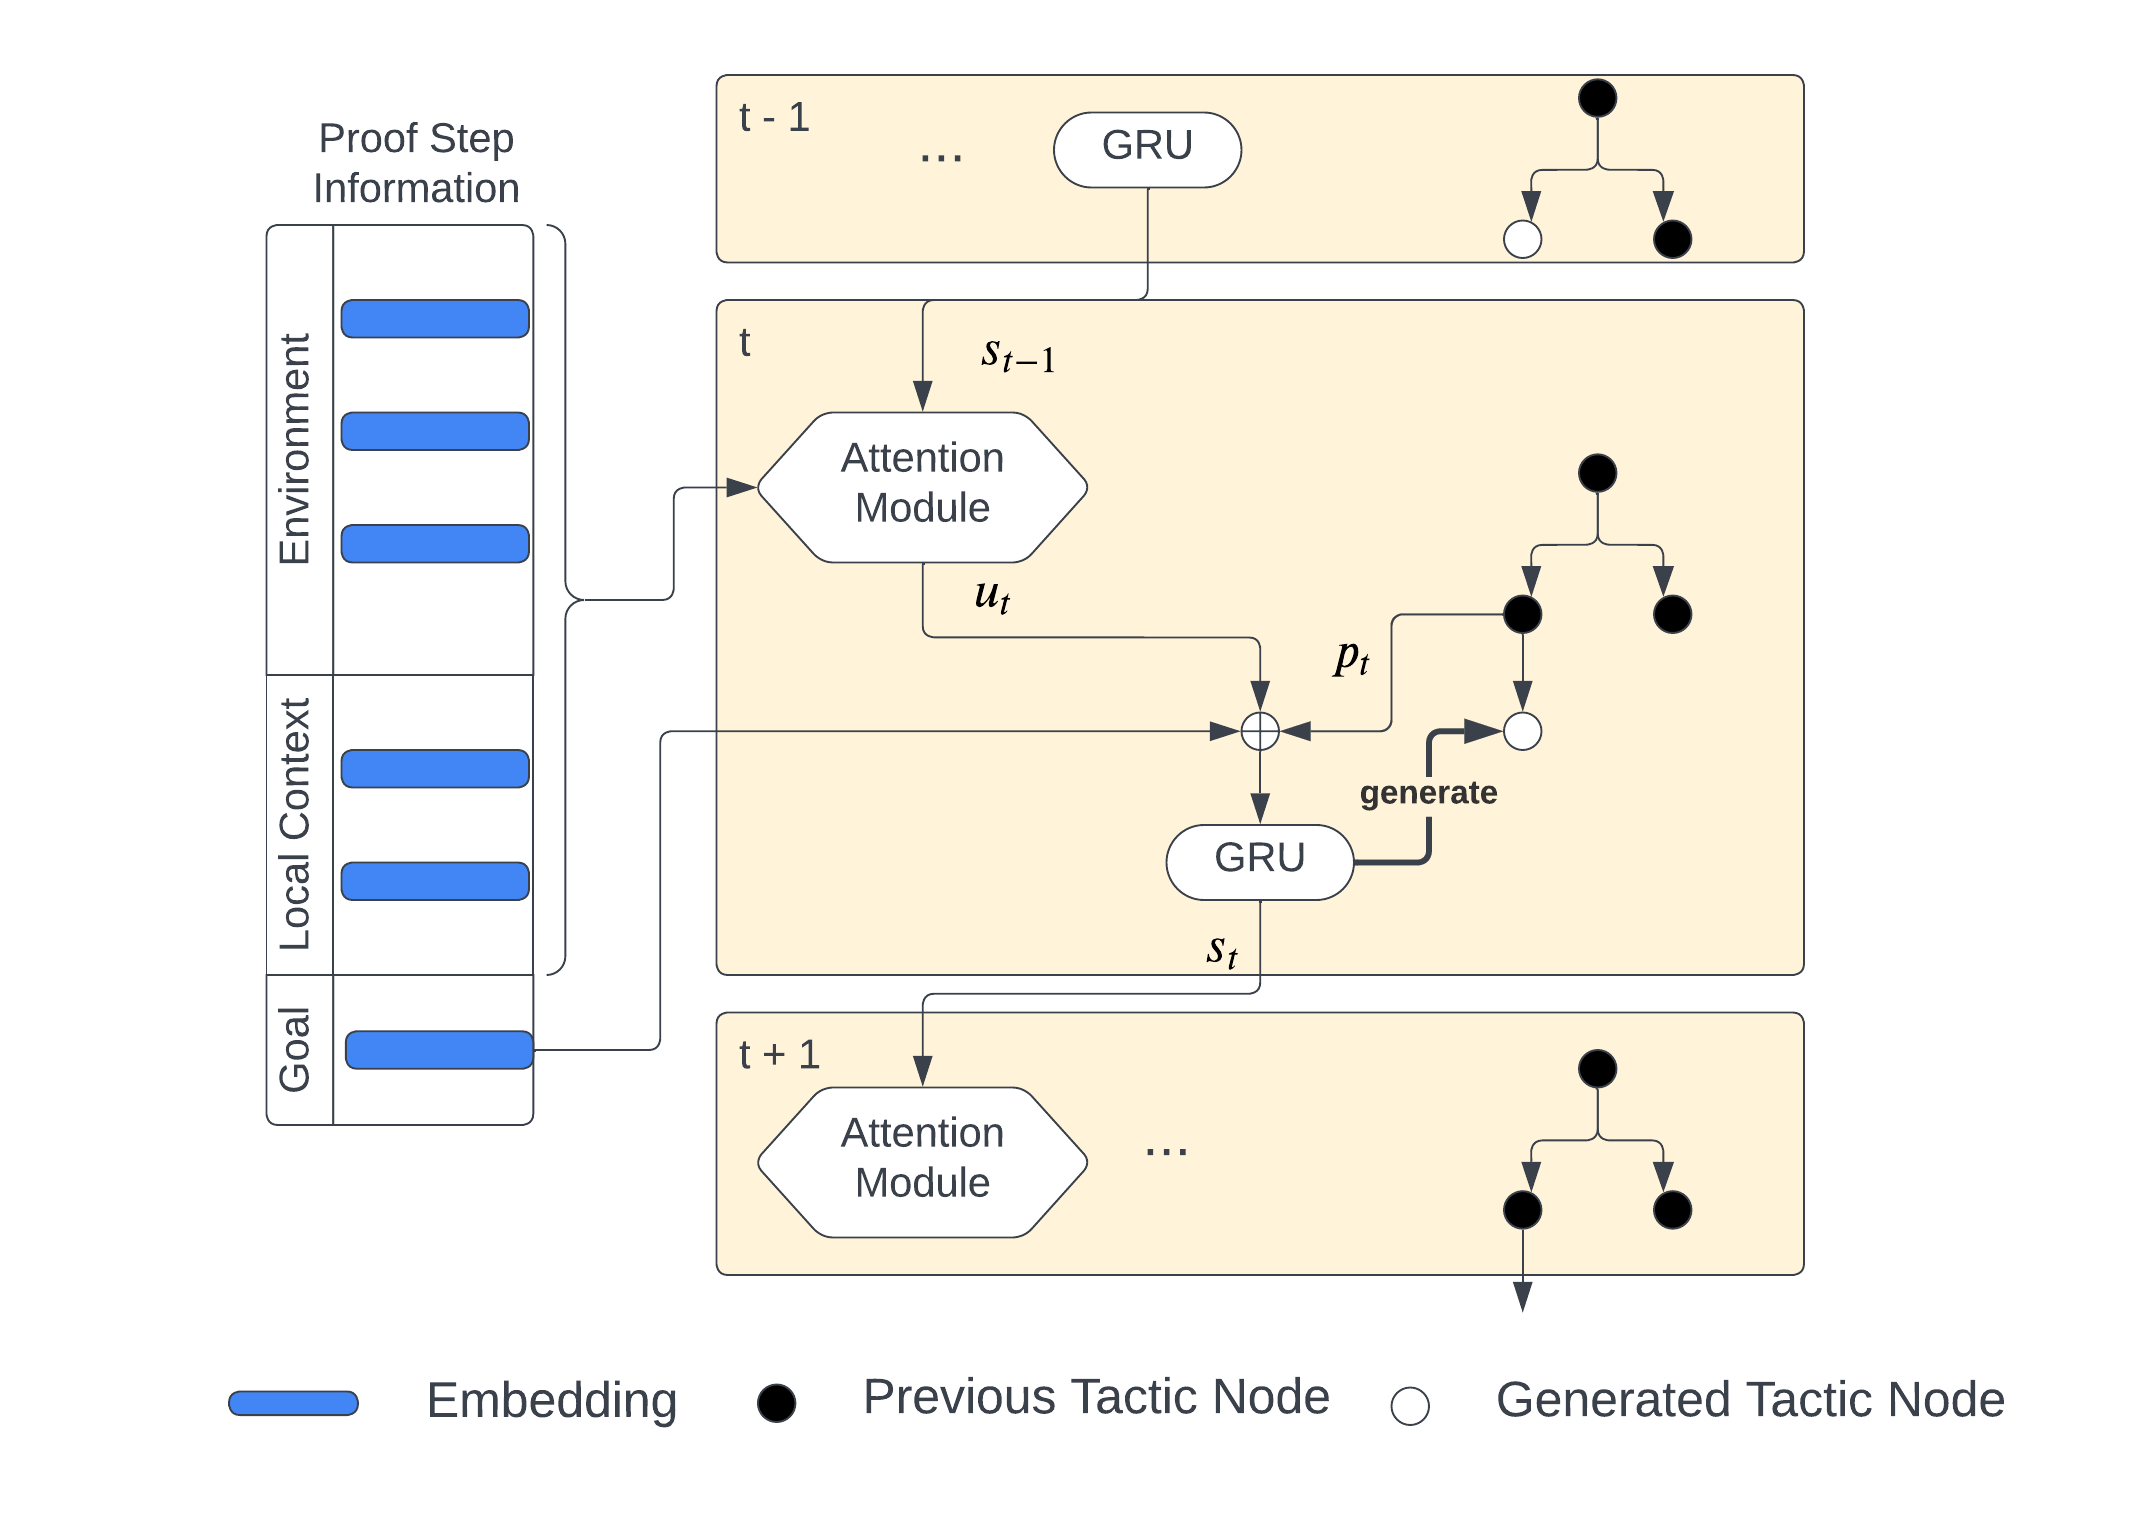 Proof Step
Information
Environment
Local Context
Goal
t - 1
...
GRU
t
s_{t-1}
Attention
Module
u_t
p_t
generate
GRU
s_t
t + 1
Attention
Module
...
Embedding
Previous Tactic Node
Generated Tactic Node